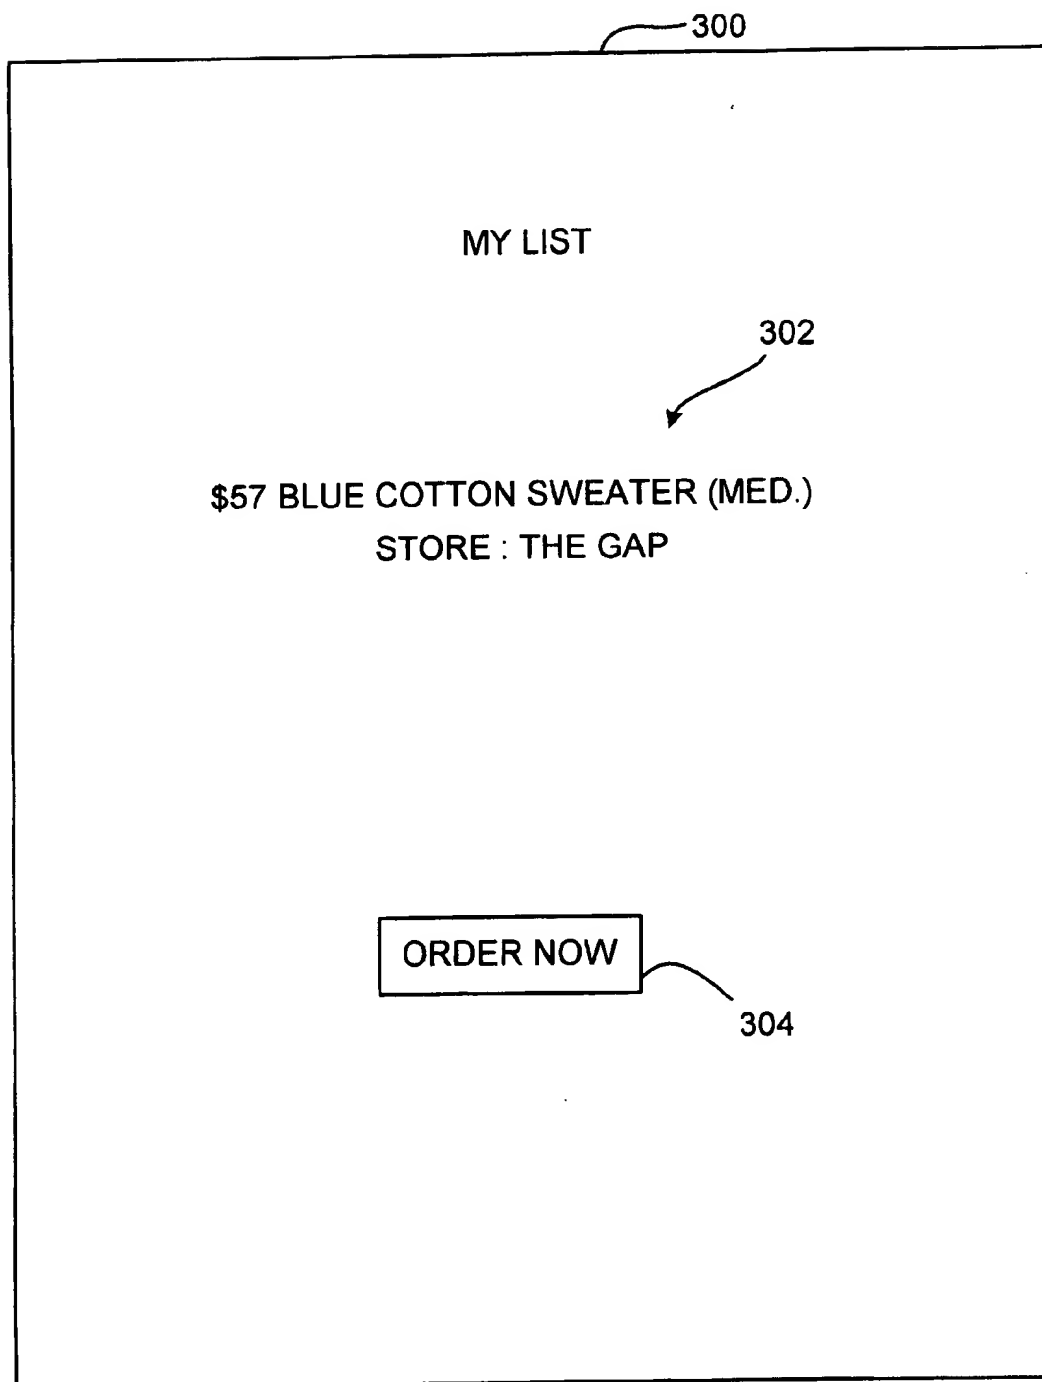 300
MY LIST
302
$57 BLUE COTTON SWEATER (MED.)
STORE : THE GAP
ORDER NOW
304